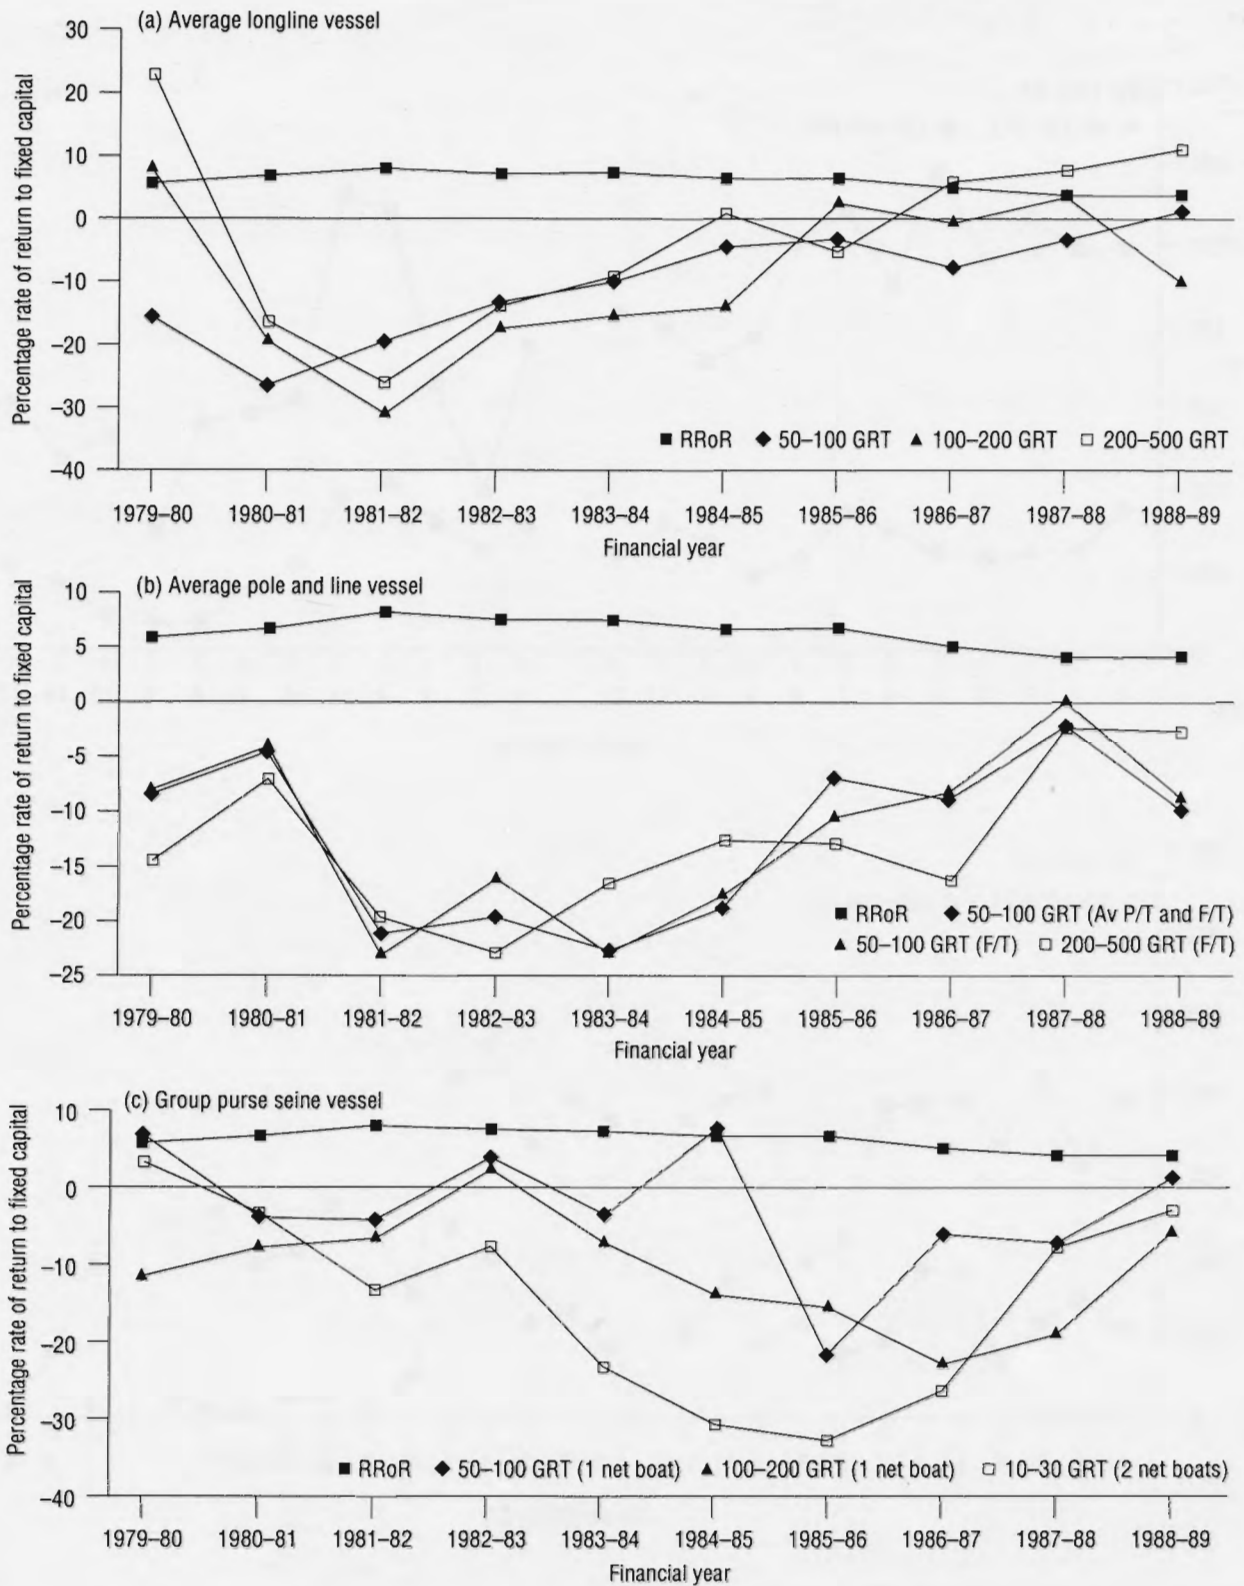 (a) Average longline vessel
Percentage rate of return to fixed capital
30
20
10
0
–10
–20
–30
–40
RRoR 50–100 GRT 100–200 GRT 200–500 GRT
1979–80 1980–81 1981–82 1982–83 1983–84 1984–85 1985–86 1986–87 1987–88 1988–89
Financial year
(b) Average pole and line vessel
Percentage rate of return to fixed capital
10
5
0
-5
–10
–15
–20
–25
RRoR 50–100 GRT (Av P/T and F/T)
50–100 GRT (F/T) 200–500 GRT (F/T)
1979–80 1980–81 1981–82 1982–83 1983–84 1984–85 1985–86 1986–87 1987–88 1988–89
Financial year
(c) Group purse seine vessel
Percentage rate of return to fixed capital
10
0
–10
–20
–30
–40
RRoR 50–100 GRT (1 net boat) 100–200 GRT (1 net boat) 10–30 GRT (2 net boats)
1979–80 1980–81 1981–82 1982–83 1983–84 1984–85 1985–86 1986–87 1987–88 1988–89
Financial year